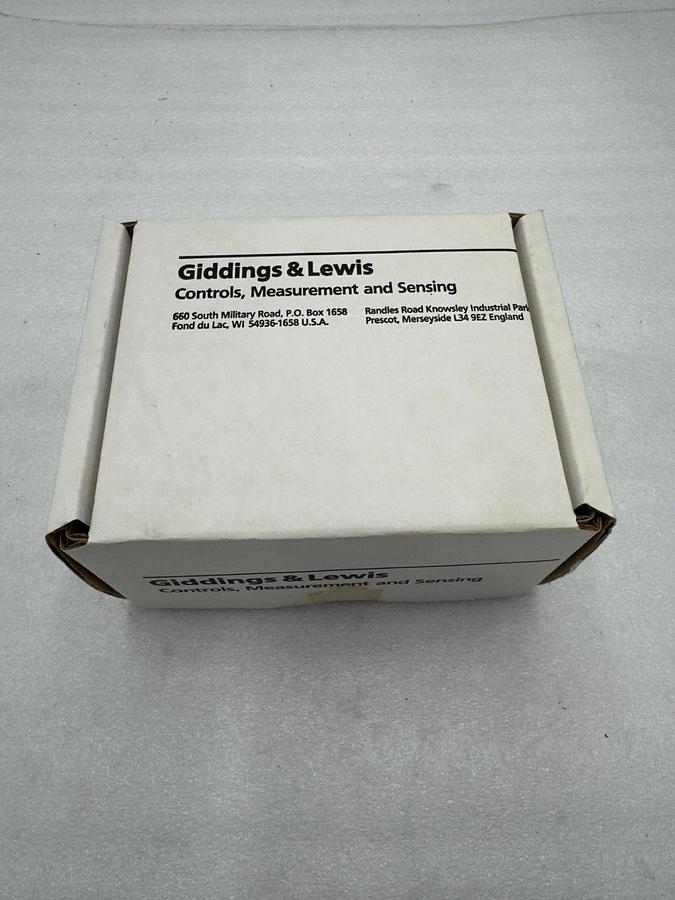 Giddings & Lewis
Controls, Measurement and Sensing
660 South Military Road, P.O. Box 1658
Fond du Lac, WI 54936-1658 U.S.A.
Randles Road Knowsley Industrial Park
Prescot, Merseyside L34 9EZ England
Giddings & Lewis
Controls, Measurement and Sensing